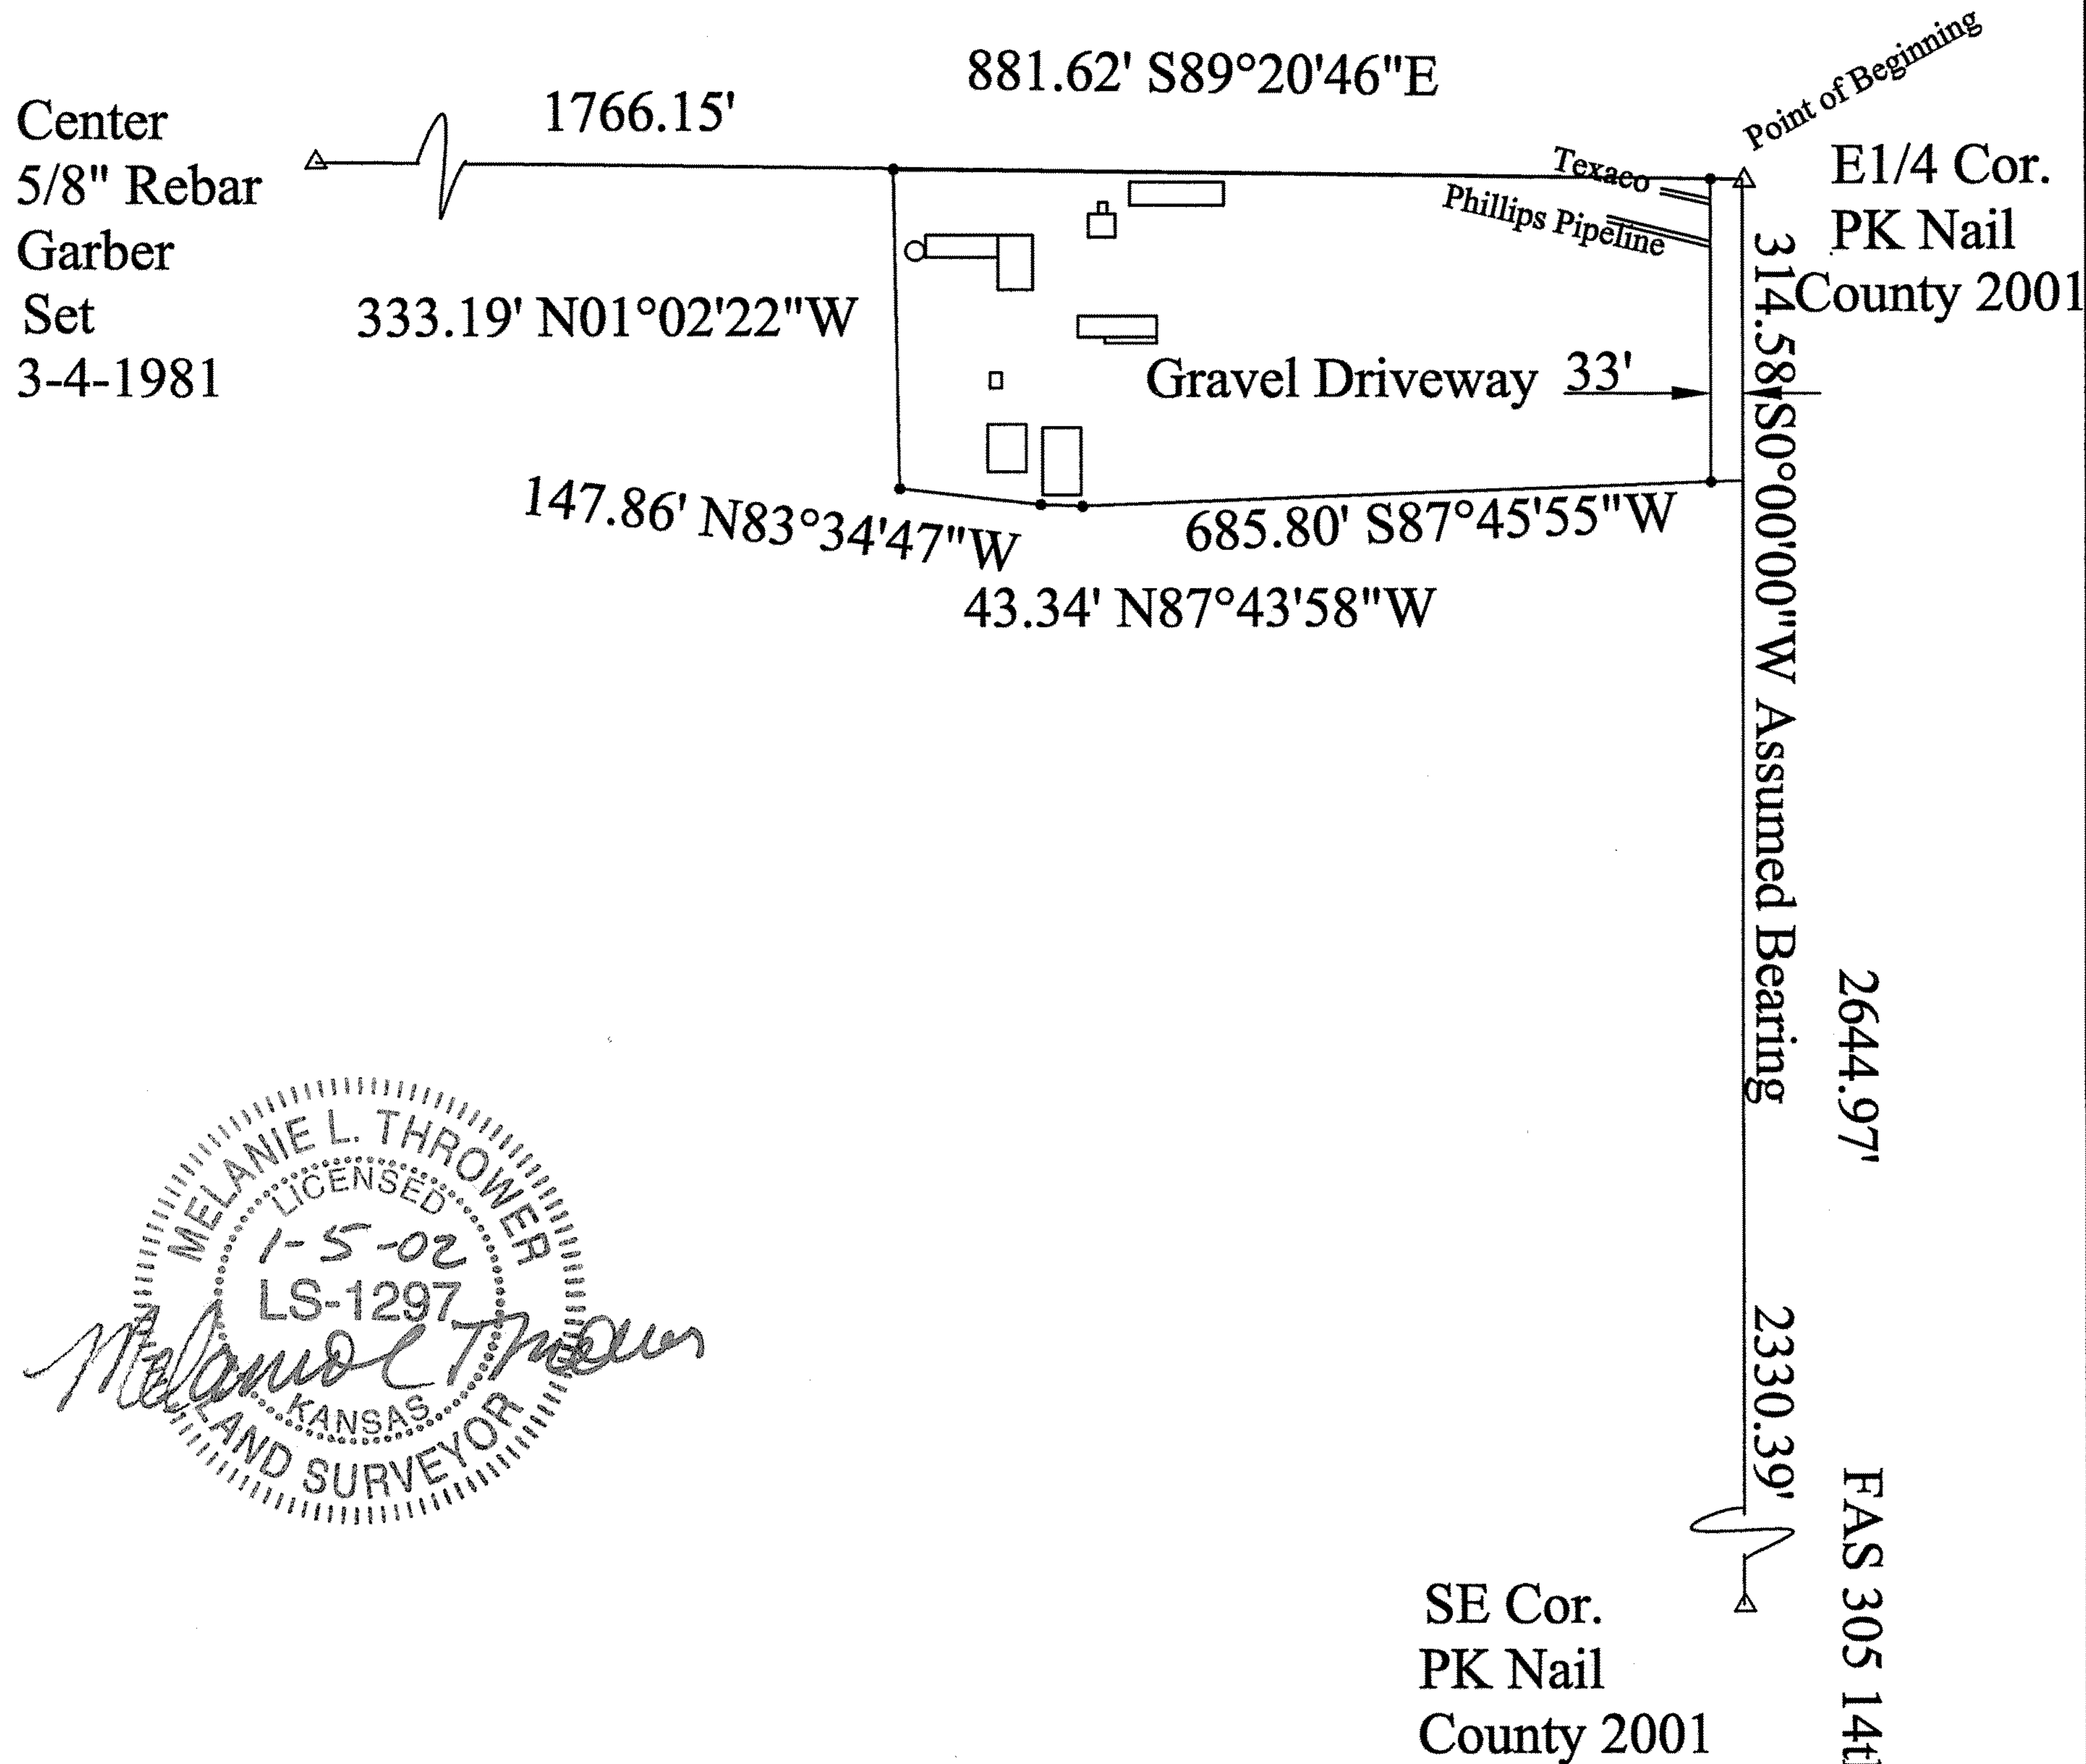 881.62' S89°20'46"E
1766.15'
Point of Beginning
Center
5/8" Rebar
Garber
Set
3-4-1981
Texaco
Phillips Pipeline
E1/4 Cor.
PK Nail
County 2001
333.19' N01°02'22"W
Gravel Driveway 33'
314.58' S0°00'00"W Assumed Bearing
147.86' N83°34'47"W
685.80' S87°45'55"W
43.34' N87°43'58"W
2644.97'
2330.39'
FAS 305
MELANIE L. THROWER
LICENSED
1-5-02
LS-1297
Melanie L Thrower
KANSAS
LAND SURVEYOR
SE Cor.
PK Nail
County 2001